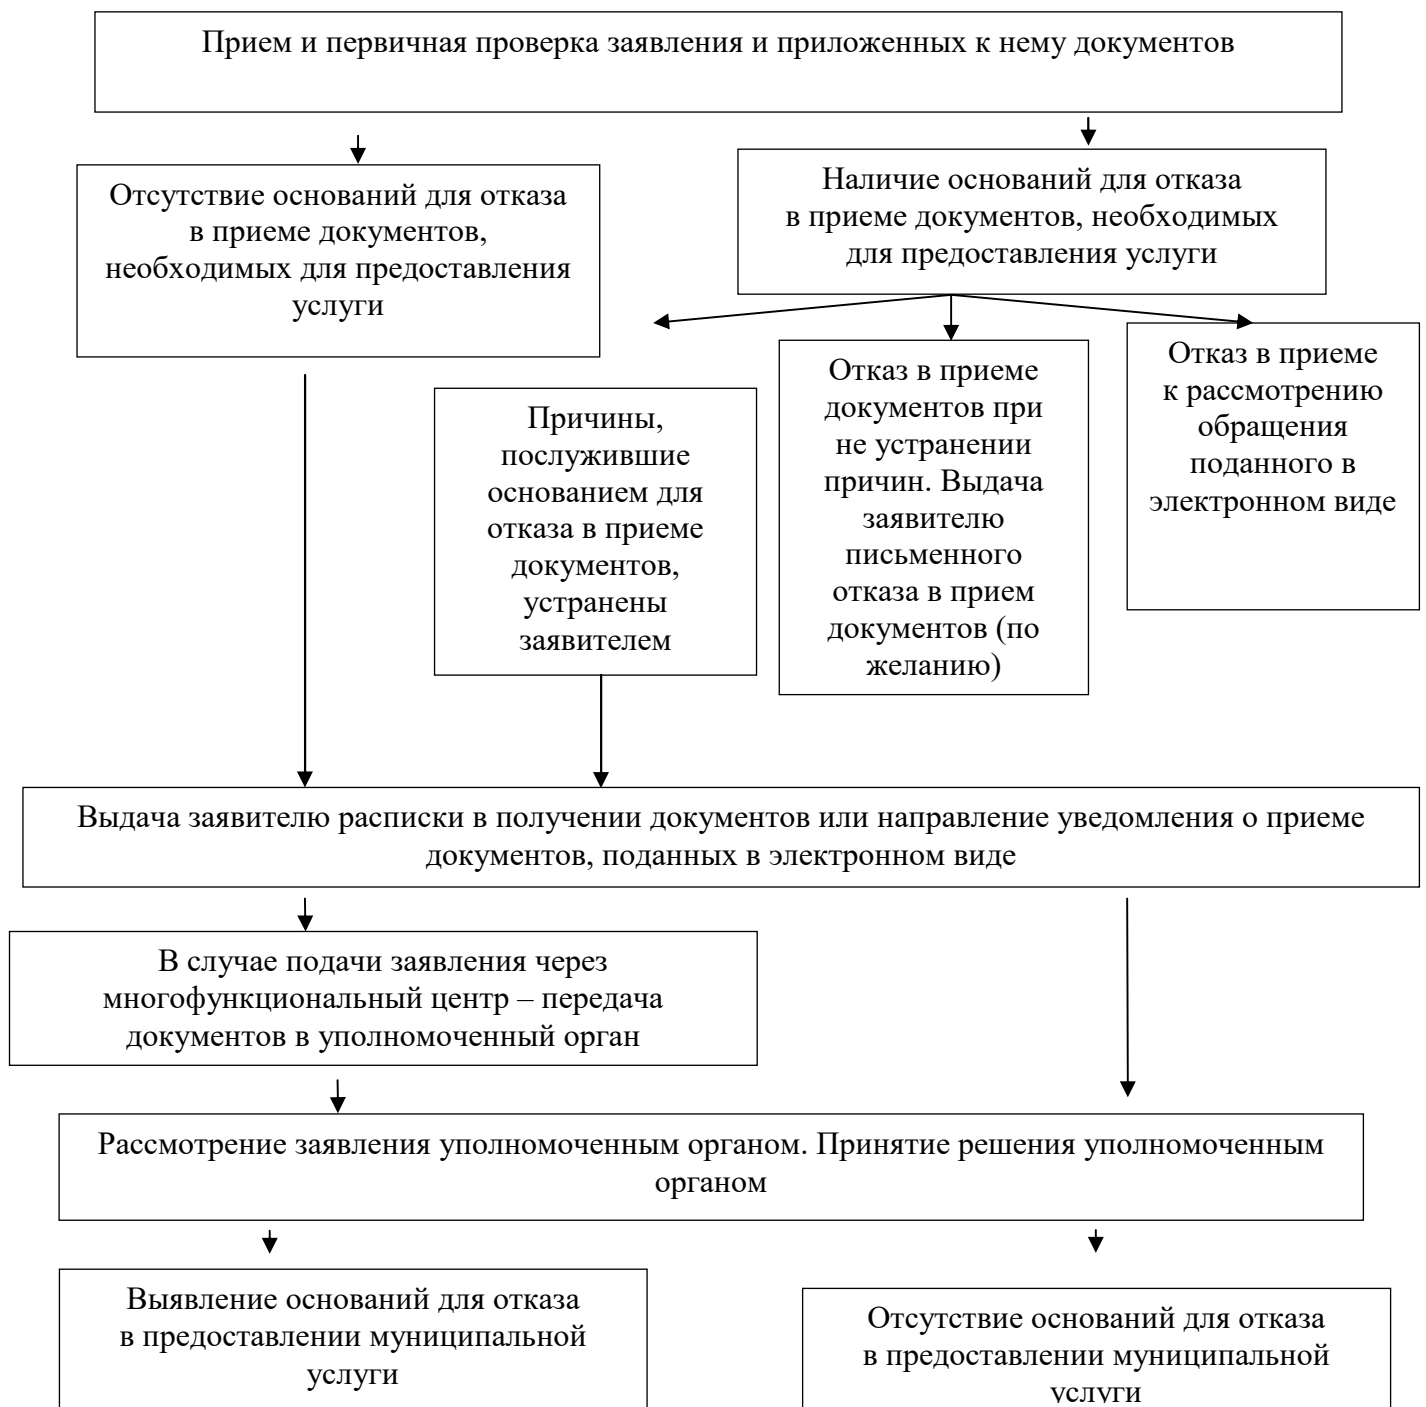 Прием и первичная проверка заявления и приложенных к нему документов
Отсутствие оснований для отказа
в приеме документов,
необходимых для предоставления
услуги
Наличие оснований для отказа
в приеме документов, необходимых
для предоставления услуги
Причины,
послужившие
основанием для
отказа в приеме
документов,
устранены
заявителем
Отказ в приеме
документов при
не устранении
причин. Выдача
заявителю
письменного
отказа в прием
документов (по
желанию)
Отказ в приеме
к рассмотрению
обращения
поданного в
электронном виде
Выдача заявителю расписки в получении документов или направление уведомления о приеме
документов, поданных в электронном виде
В случае подачи заявления через
многофункциональный центр – передача
документов в уполномоченный орган
Рассмотрение заявления уполномоченным органом. Принятие решения уполномоченным
органом
Выявление оснований для отказа
в предоставлении муниципальной
услуги
Отсутствие оснований для отказа
в предоставлении муниципальной
услуги